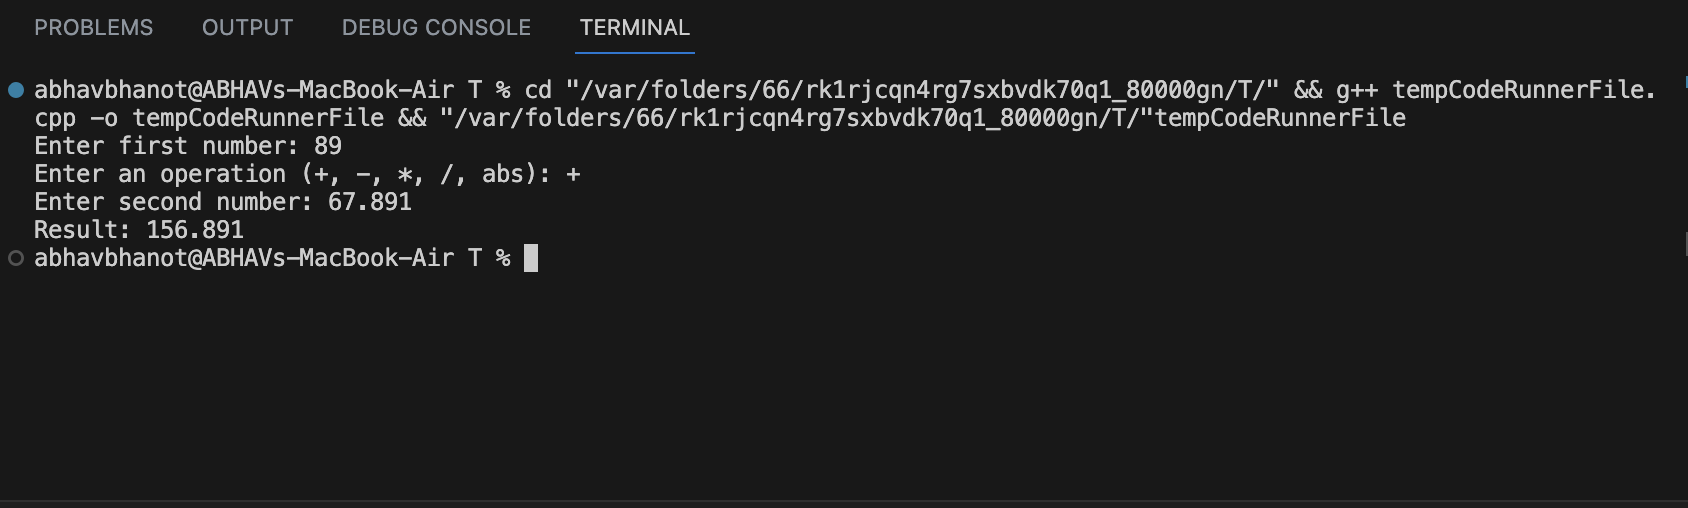 PROBLEMS OUTPUT DEBUG CONSOLE TERMINAL
abhavbhanot@ABHAVs-MacBook-Air T % cd "/var/folders/66/rk1rjcqn4rg7sxbvdk70q1_80000gn/T/" && g++ tempCodeRunnerFile.
cpp -o tempCodeRunnerFile && "/var/folders/66/rk1rjcqn4rg7sxbvdk70q1_80000gn/T/"tempCodeRunnerFile
Enter first number: 89
Enter an operation (+, -, *, /, abs): +
Enter second number: 67.891
Result: 156.891
abhavbhanot@ABHAVs-MacBook-Air T %